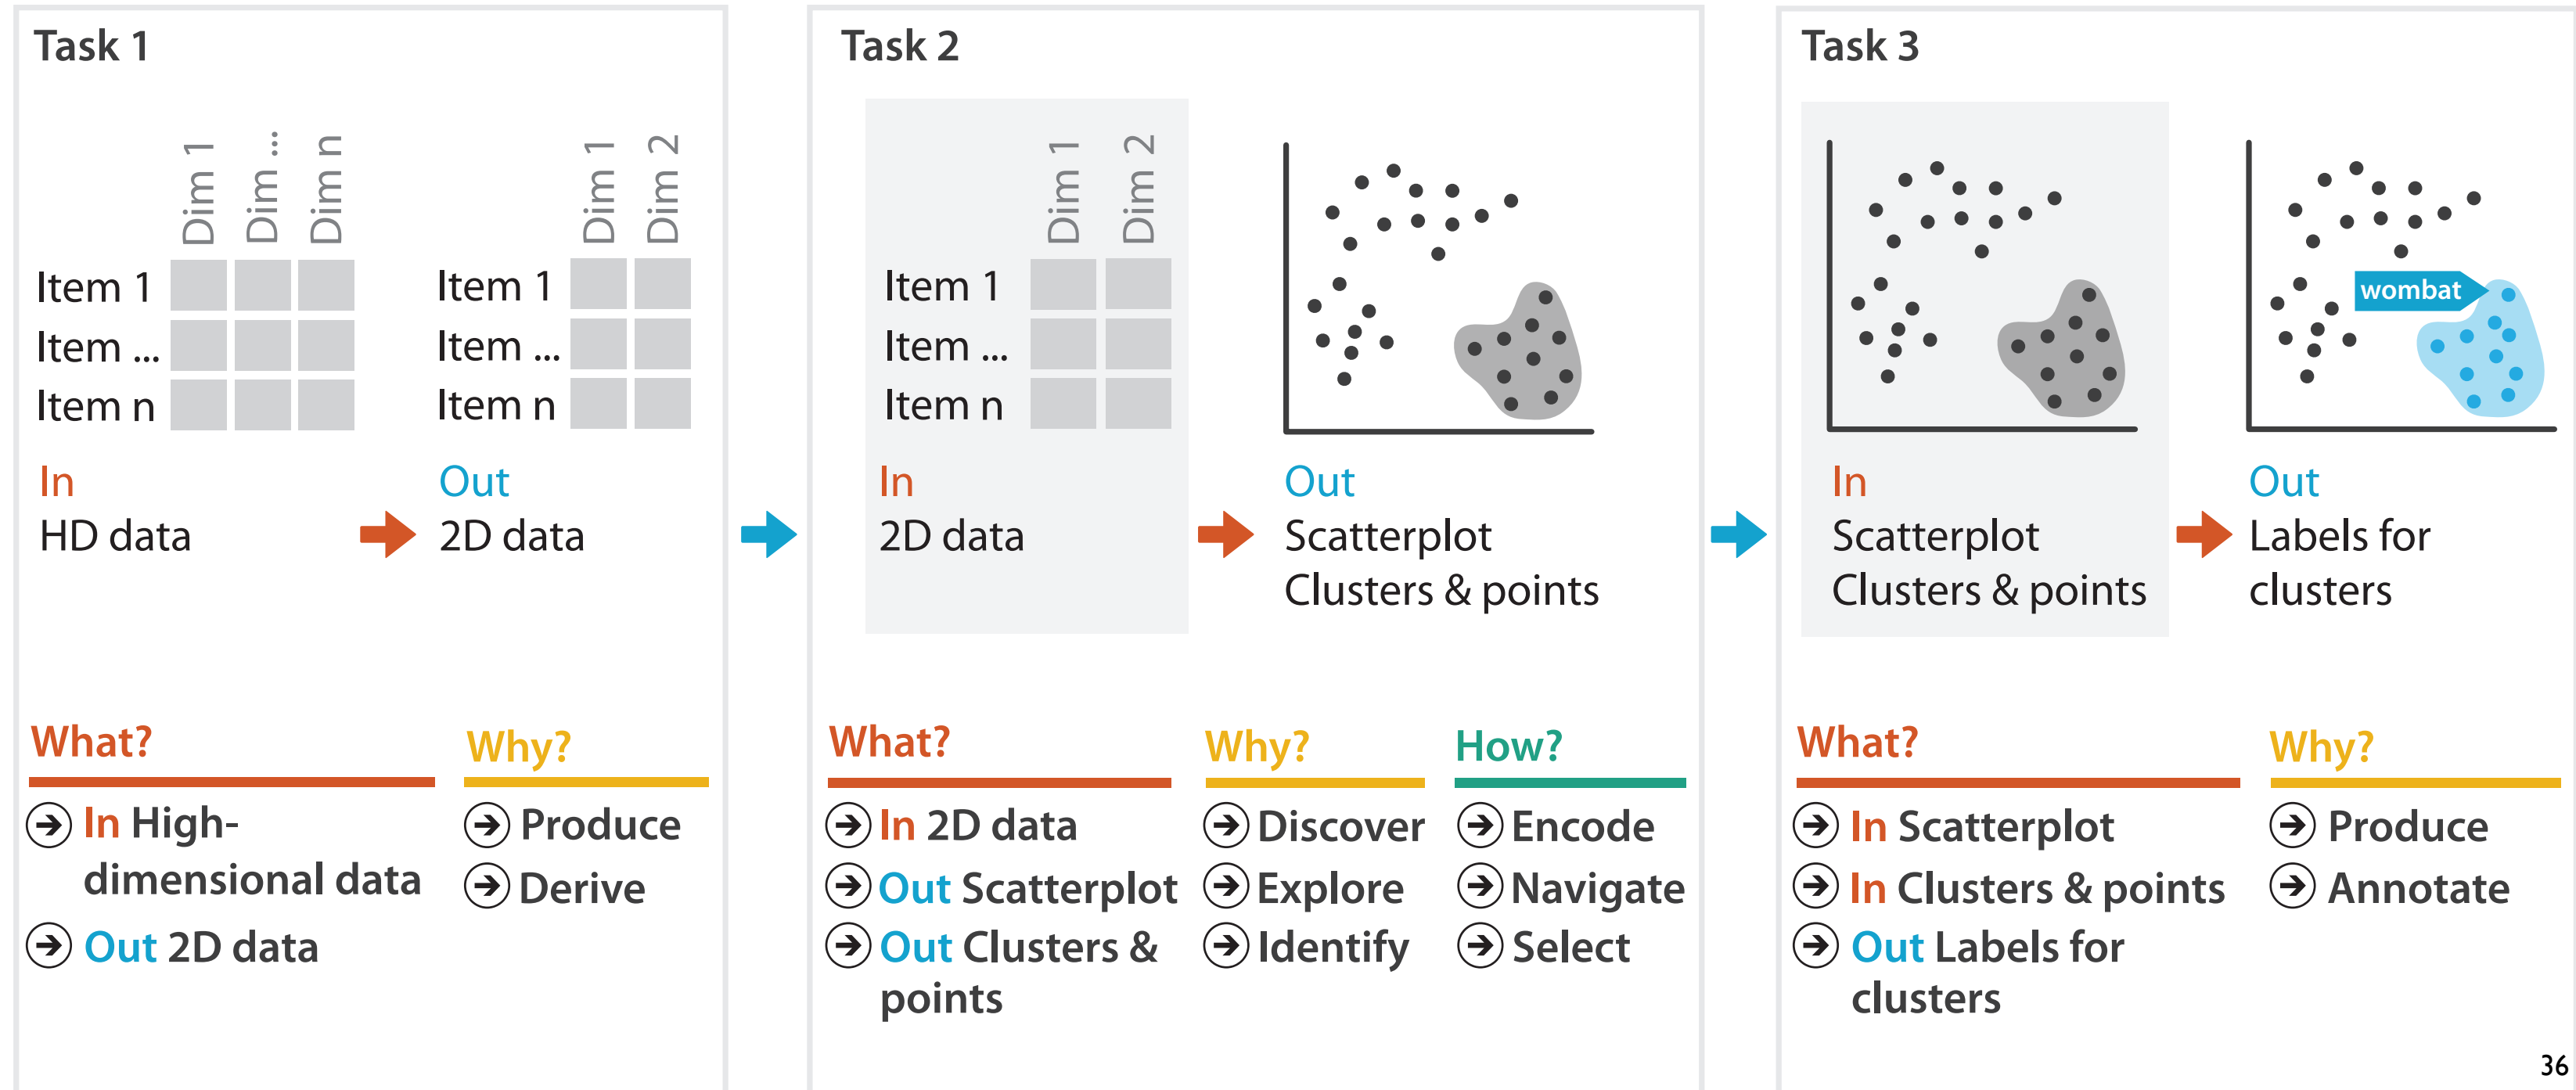 Task 1
Dim 1
Dim ...
Dim n
Item 1
Item ...
Item n
In
HD data
Dim 1
Dim 2
Item 1
Item ...
Item n
Out
2D data
What?
In High-
dimensional data
Out 2D data
Why?
Produce
Derive
Task 2
Dim 1
Dim 2
Item 1
Item ...
Item n
In
2D data
Out
Scatterplot
Clusters & points
What?
In 2D data
Out Scatterplot
Out Clusters &
points
Why?
Discover
Explore
Identify
How?
Encode
Navigate
Select
Task 3
In
Scatterplot
Clusters & points
wombat
Out
Labels for
clusters
What?
In Scatterplot
In Clusters & points
Out Labels for
clusters
Why?
Produce
Annotate
36